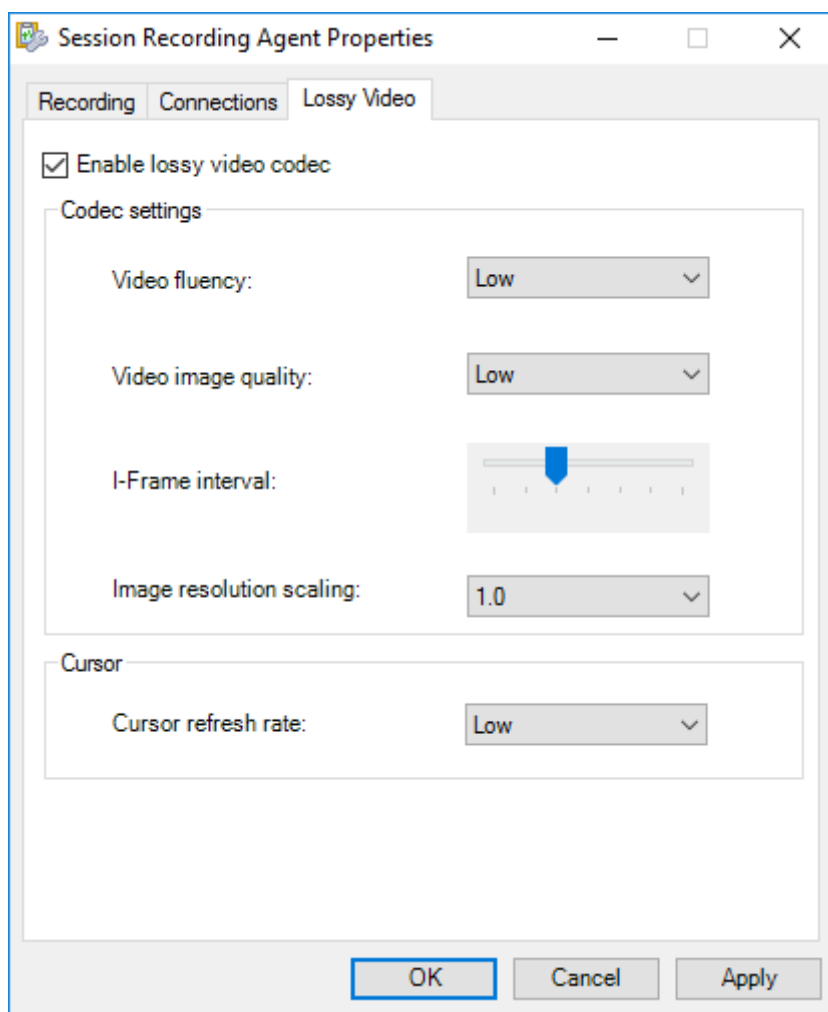 Session Recording Agent Properties
Recording Connections Lossy Video
Enable lossy video codec
Codec settings
Video fluency: Low
Video image quality: Low
I-Frame interval:
Image resolution scaling: 1.0
Cursor
Cursor refresh rate: Low
OK Cancel Apply